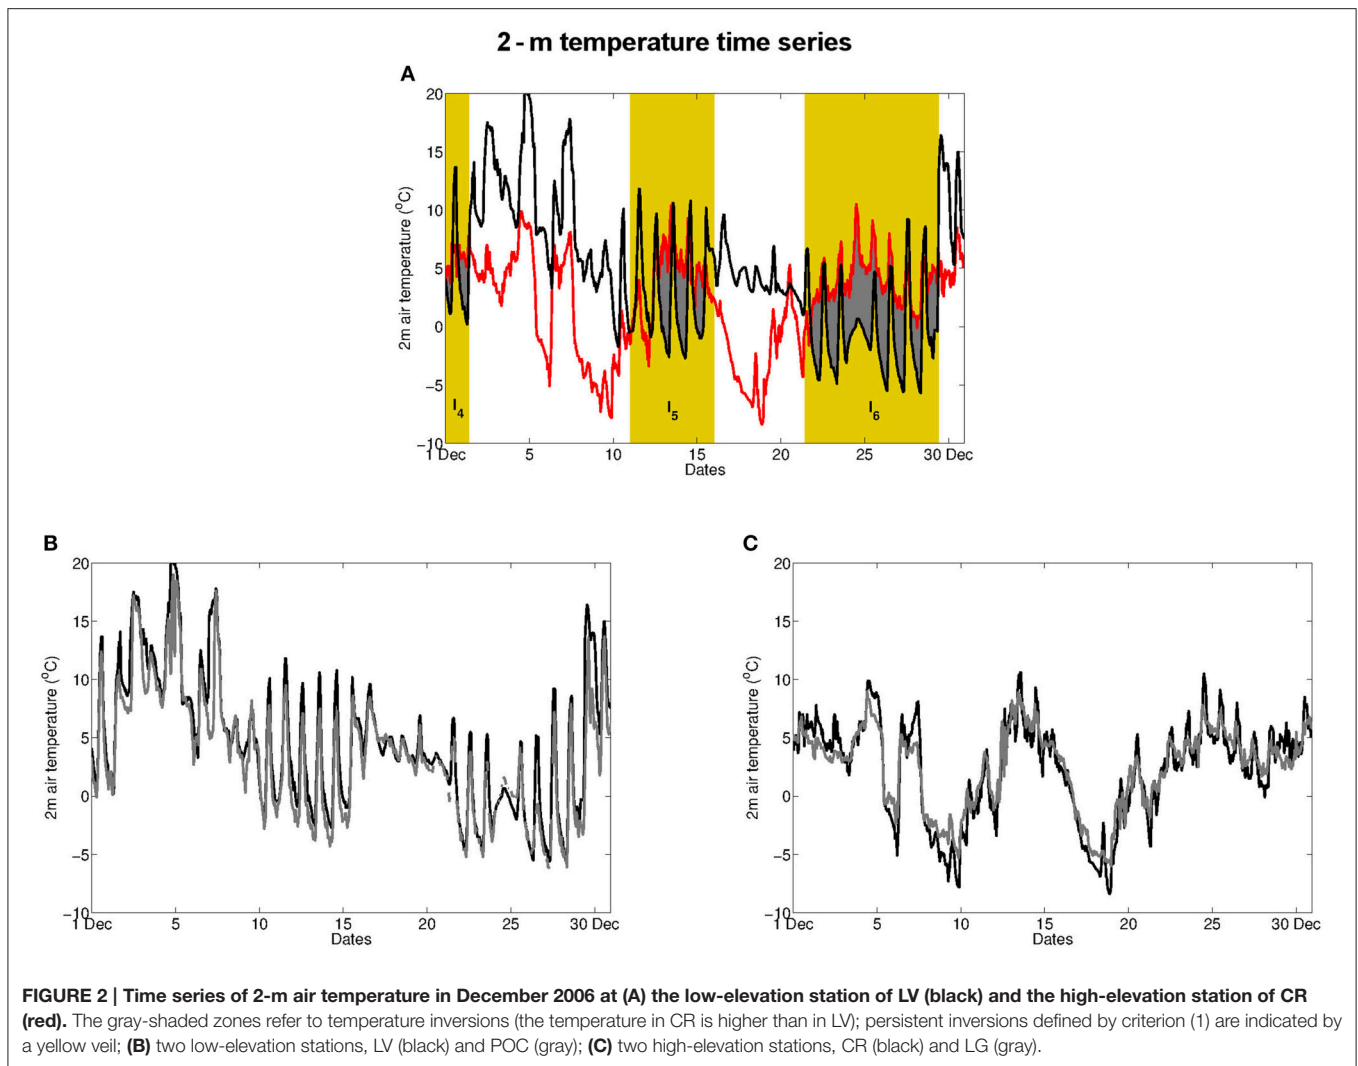 2 - m temperature time series
A
20
15
10
5
0
−5
−10
2m air temperature (°C)
I4
I5
I6
1 Dec
5
10
15
20
25
30 Dec
Dates
B
20
15
10
5
0
−5
−10
2m air temperature (°C)
1 Dec
5
10
15
20
25
30 Dec
Dates
C
20
15
10
5
0
−5
−10
2m air temperature (°C)
1 Dec
5
10
15
20
25
30 Dec
Dates
FIGURE 2 | Time series of 2-m air temperature in December 2006 at (A) the low-elevation station of LV (black) and the high-elevation station of CR
(red). The gray-shaded zones refer to temperature inversions (the temperature in CR is higher than in LV); persistent inversions defined by criterion (1) are indicated by
a yellow veil; (B) two low-elevation stations, LV (black) and POC (gray); (C) two high-elevation stations, CR (black) and LG (gray).